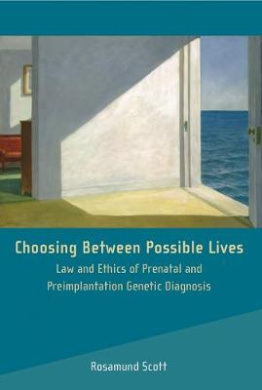 Choosing Between Possible Lives
Law and Ethics of Prenatal and
Preimplantation Genetic Diagnosis
Rosamund Scott